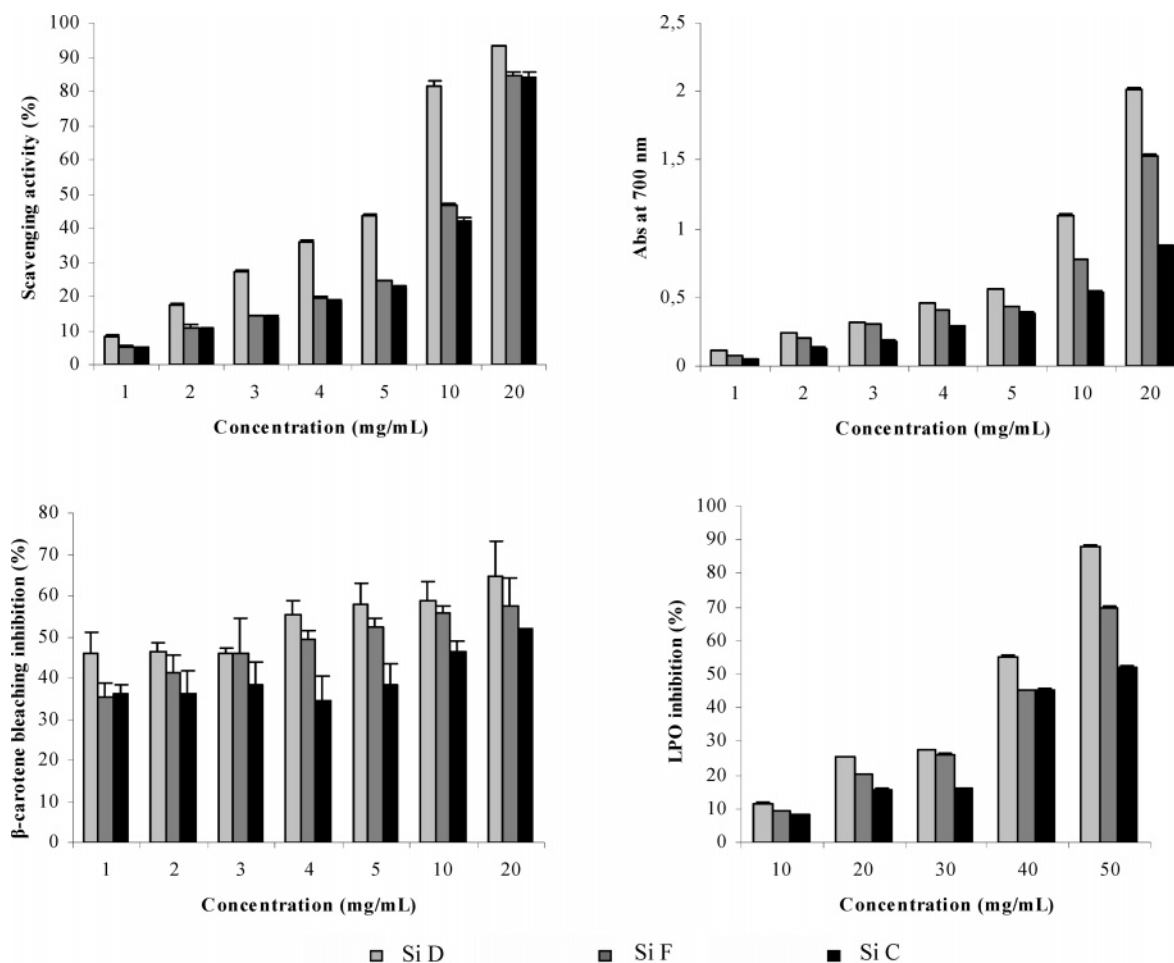 Scavenging activity (%)
100
90
80
70
60
50
40
30
20
10
0
1 2 3 4 5 10 20
Concentration (mg/mL)
Abs at 700 nm
2,5
2
1,5
1
0,5
0
1 2 3 4 5 10 20
Concentration (mg/mL)
β-carotene bleaching inhibition (%)
80
70
60
50
40
30
20
10
0
1 2 3 4 5 10 20
Concentration (mg/mL)
LPO inhibition (%)
100
90
80
70
60
50
40
30
20
10
0
10 20 30 40 50
Concentration (mg/mL)
Si D Si F Si C